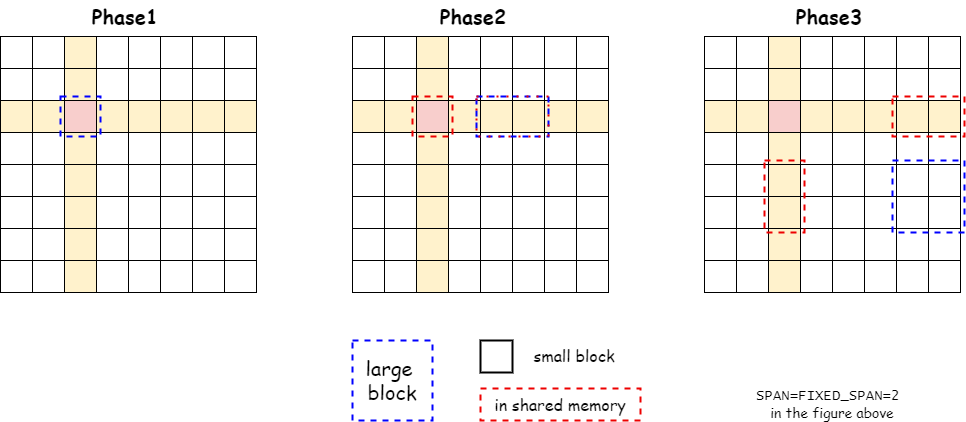 Phase1
Phase2
Phase3
large
block
small block
in shared memory
SPAN=FIXED_SPAN=2
in the figure above